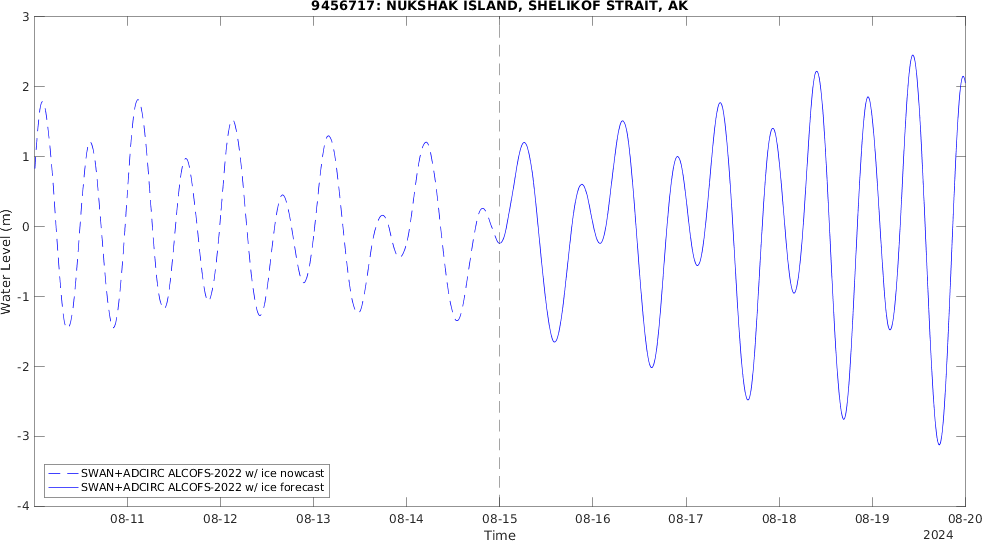 9456717: NUKSHAK ISLAND, SHELIKOF STRAIT, AK
3
2
1
0
-1
-2
-3
-4
Water Level (m)
SWAN+ADCIRC ALCOFS-2022 w/ ice nowcast
SWAN+ADCIRC ALCOFS-2022 w/ ice forecast
08-11 08-12 08-13 08-14 08-15 08-16 08-17 08-18 08-19 08-20
Time
2024